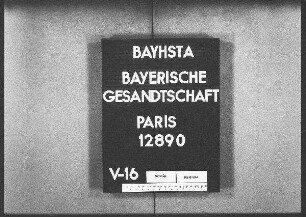 BAYHSTA
BAYERISCHE
GESANDTSCHAFT
PARIS
12890
V-16